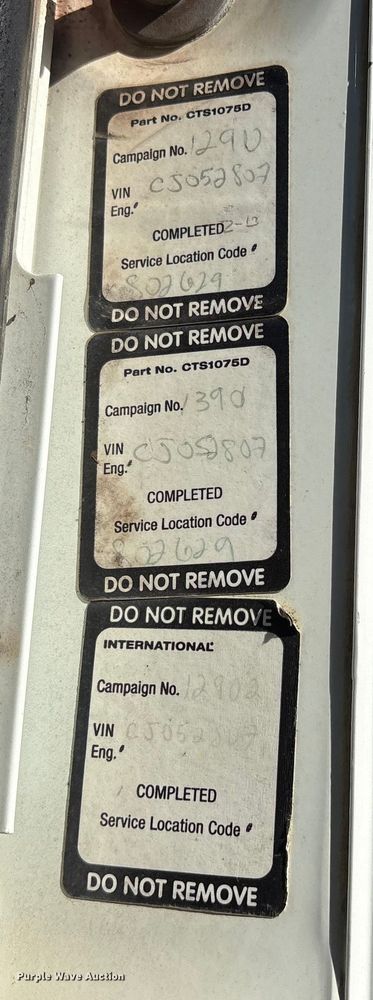 DO NOT REMOVE
Part No. CTS1075D
Campaign No. 1290
VIN CJ052807
Eng.#
COMPLETED
Service Location Code #
802629
DO NOT REMOVE
DO NOT REMOVE
Part No. CTS1075D
Campaign No. 1390
VIN CJ052807
Eng.#
COMPLETED
Service Location Code #
802629
DO NOT REMOVE
DO NOT REMOVE
INTERNATIONAL
Campaign No. 12902
VIN CJ052807
Eng.#
COMPLETED
Service Location Code #
DO NOT REMOVE
Purple Wave Auction